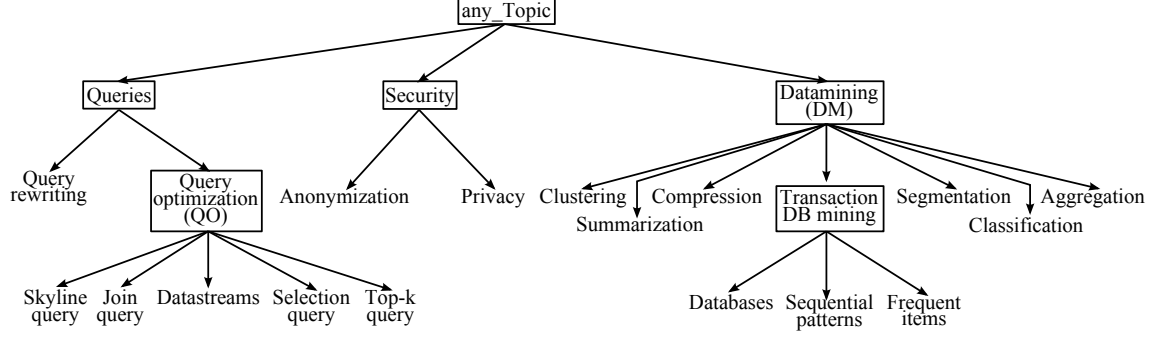 any_Topic
Queries
Security
Datamining
(DM)
Query
rewriting
Query
optimization
(QO)
Anonymization
Privacy
Clustering
Summarization
Compression
Transaction
DB mining
Segmentation
Classification
Aggregation
Skyline
query
Join
query
Datastreams
Selection
query
Top-k
query
Databases
Sequential
patterns
Frequent
items